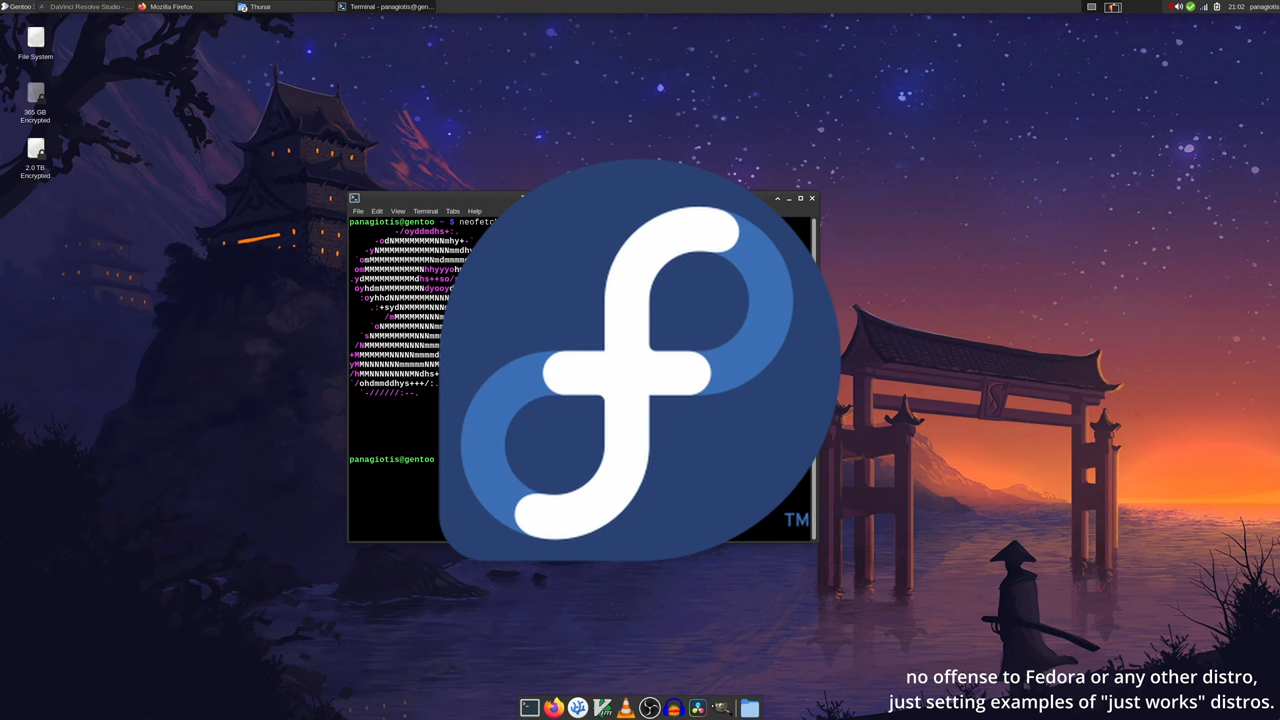 Gentoo
DaVinci Resolve Studio - ...
Mozilla Firefox
Thunar
Terminal - panagiotis@gen...
21:02
panagiotis
File System
365 GB
Encrypted
2.0 TB
Encrypted
File Edit View Terminal Tabs Help
panagiotis@gentoo ~ $ neofetch
panagiotis@gentoo
TM
no offense to Fedora or any other distro,
just setting examples of "just works" distros.